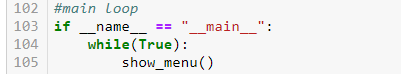 102 #main loop
103 if __name__ == "__main__":
104     while(True):
105         show_menu()